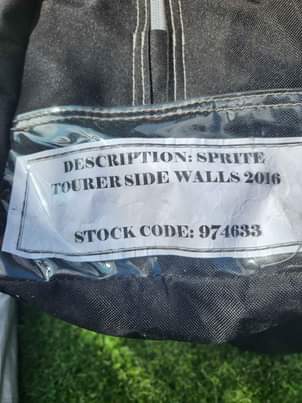 DESCRIPTION: SPRITE
TOURER SIDE WALLS 2016
STOCK CODE: 974633